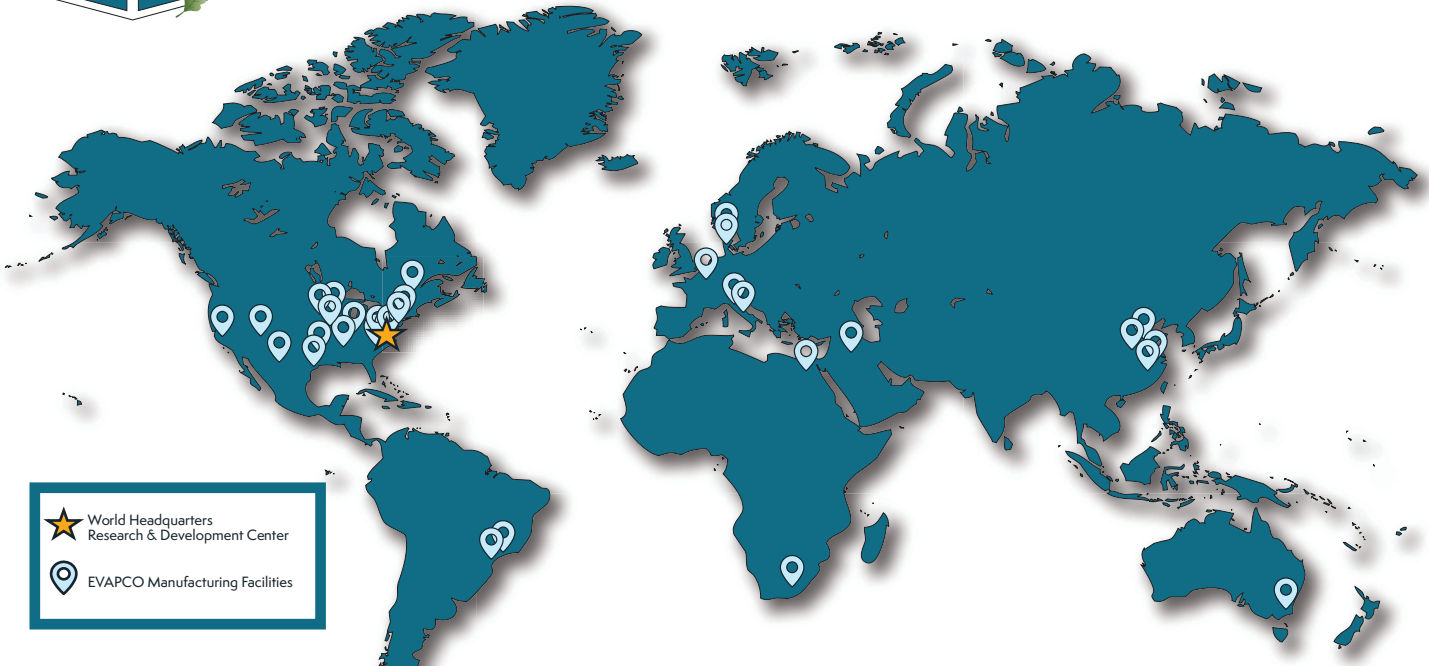 World Headquarters
Research & Development Center
EVAPCO Manufacturing Facilities